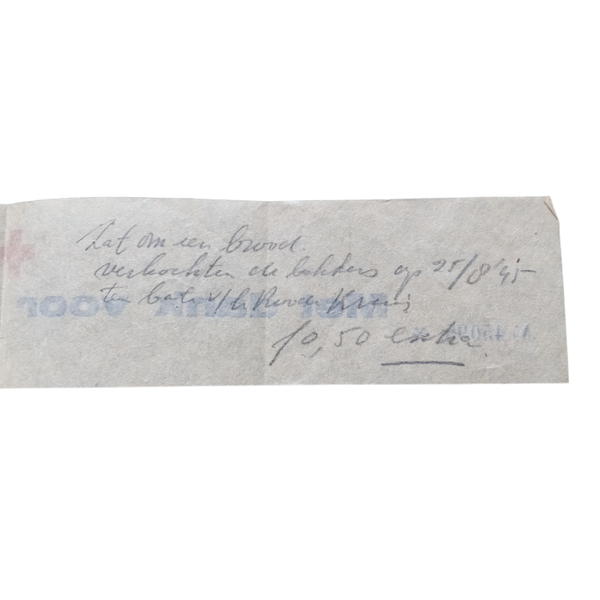 Zat om een brood.
verkochten de bakkers op 25/8 '45
ten bate v/h Roode Kruis
f 0,50 extra.